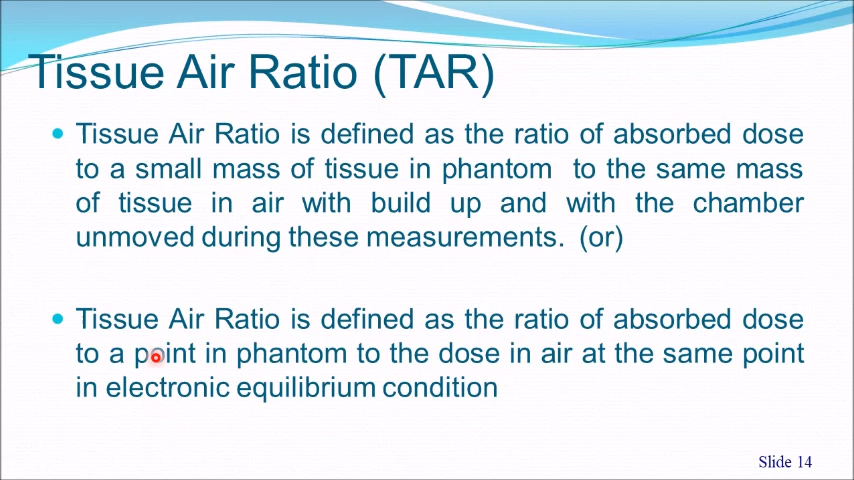 Tissue Air Ratio (TAR)
Tissue Air Ratio is defined as the ratio of absorbed dose
to a small mass of tissue in phantom to the same mass
of tissue in air with build up and with the chamber
unmoved during these measurements. (or)
Tissue Air Ratio is defined as the ratio of absorbed dose
to a point in phantom to the dose in air at the same point
in electronic equilibrium condition
Slide 14